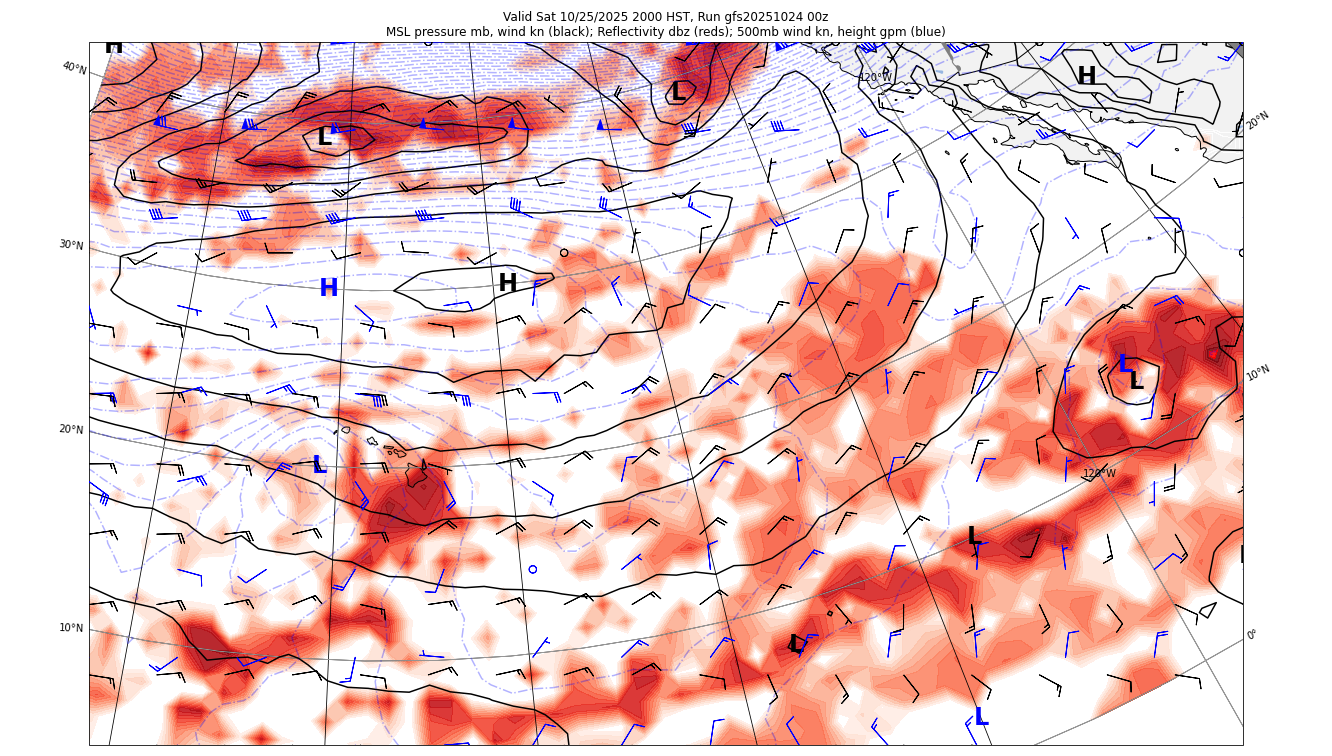 Valid Sat 10/25/2025 2000 HST, Run gfs20251024 00z
MSL pressure mb, wind kn (black); Reflectivity dbz (reds); 500mb wind kn, height gpm (blue)
H
40°N
120°W
H
L
20°N
L
30°N
H
H
L
L
10°N
20°N
L
120°W
L
10°N
L
0°
L